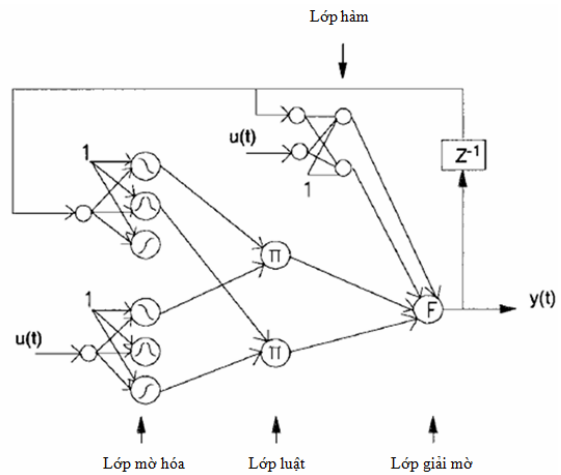 Lớp hàm
u(t)
Z⁻¹
1
1
Π
y(t)
F
1
u(t)
Π
Lớp mờ hóa
Lớp luật
Lớp giải mờ